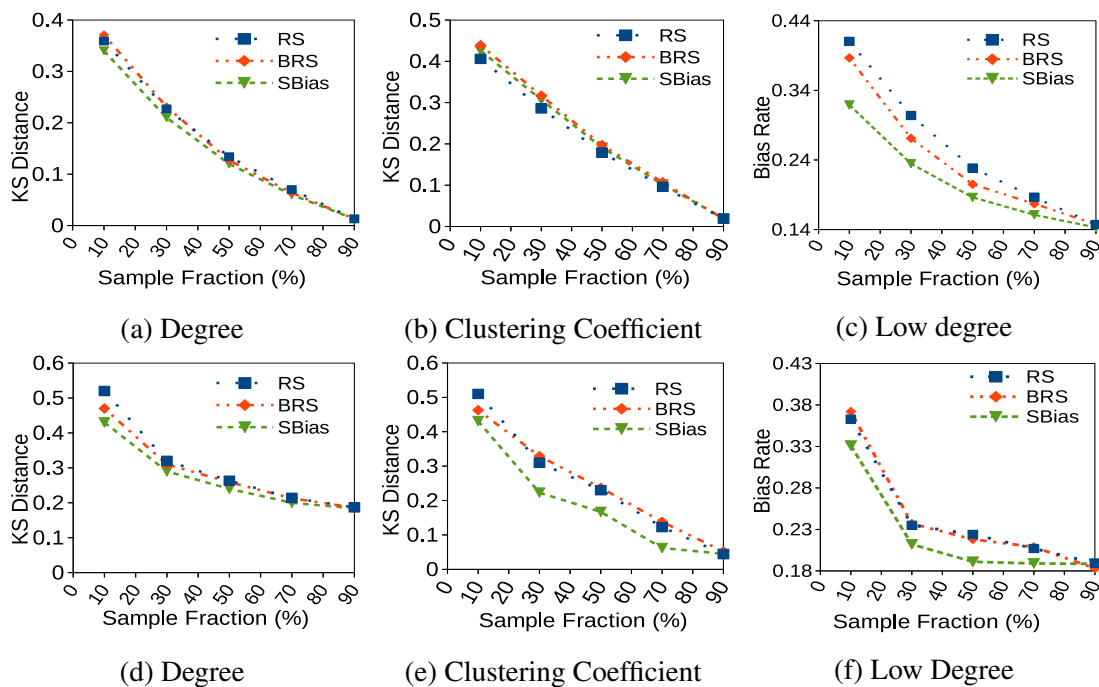 0.4
0.3
0.2
0.1
0
KS Distance
RS
BRS
SBias
0 10 20 30 40 50 60 70 80 90
Sample Fraction (%)
(a) Degree
0.5
0.4
0.3
0.2
0.1
0
KS Distance
RS
BRS
SBias
0 10 20 30 40 50 60 70 80 90
Sample Fraction (%)
(b) Clustering Coefficient
0.44
0.34
0.24
0.14
Bias Rate
RS
BRS
SBias
0 10 20 30 40 50 60 70 80 90
Sample Fraction (%)
(c) Low degree
0.6
0.5
0.4
0.3
0.2
0.1
0
KS Distance
RS
BRS
SBias
0 10 20 30 40 50 60 70 80 90
Sample Fraction (%)
(d) Degree
0.6
0.5
0.4
0.3
0.2
0.1
0
KS Distance
RS
BRS
SBias
0 10 20 30 40 50 60 70 80 90
Sample Fraction (%)
(e) Clustering Coefficient
0.43
0.38
0.33
0.28
0.23
0.18
Bias Rate
RS
BRS
SBias
0 10 20 30 40 50 60 70 80 90
Sample Fraction (%)
(f) Low Degree